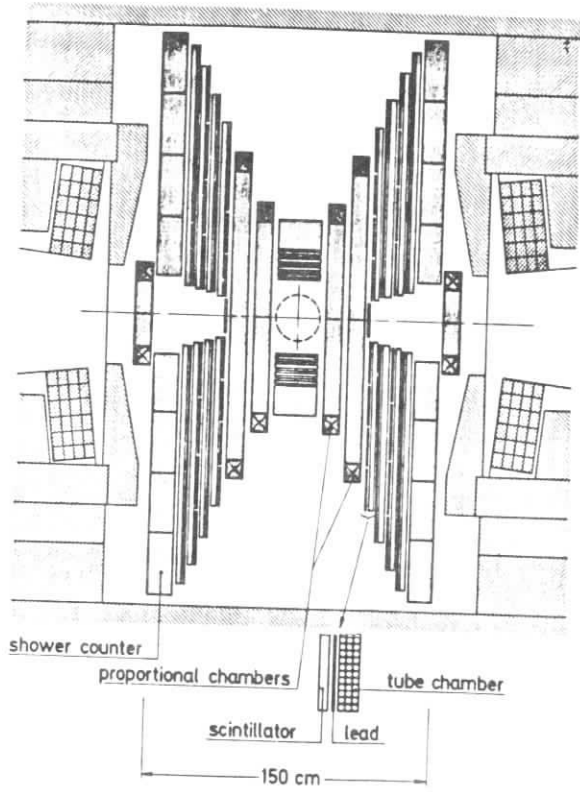 shower counter
proportional chambers
tube chamber
scintillator
lead
150 cm